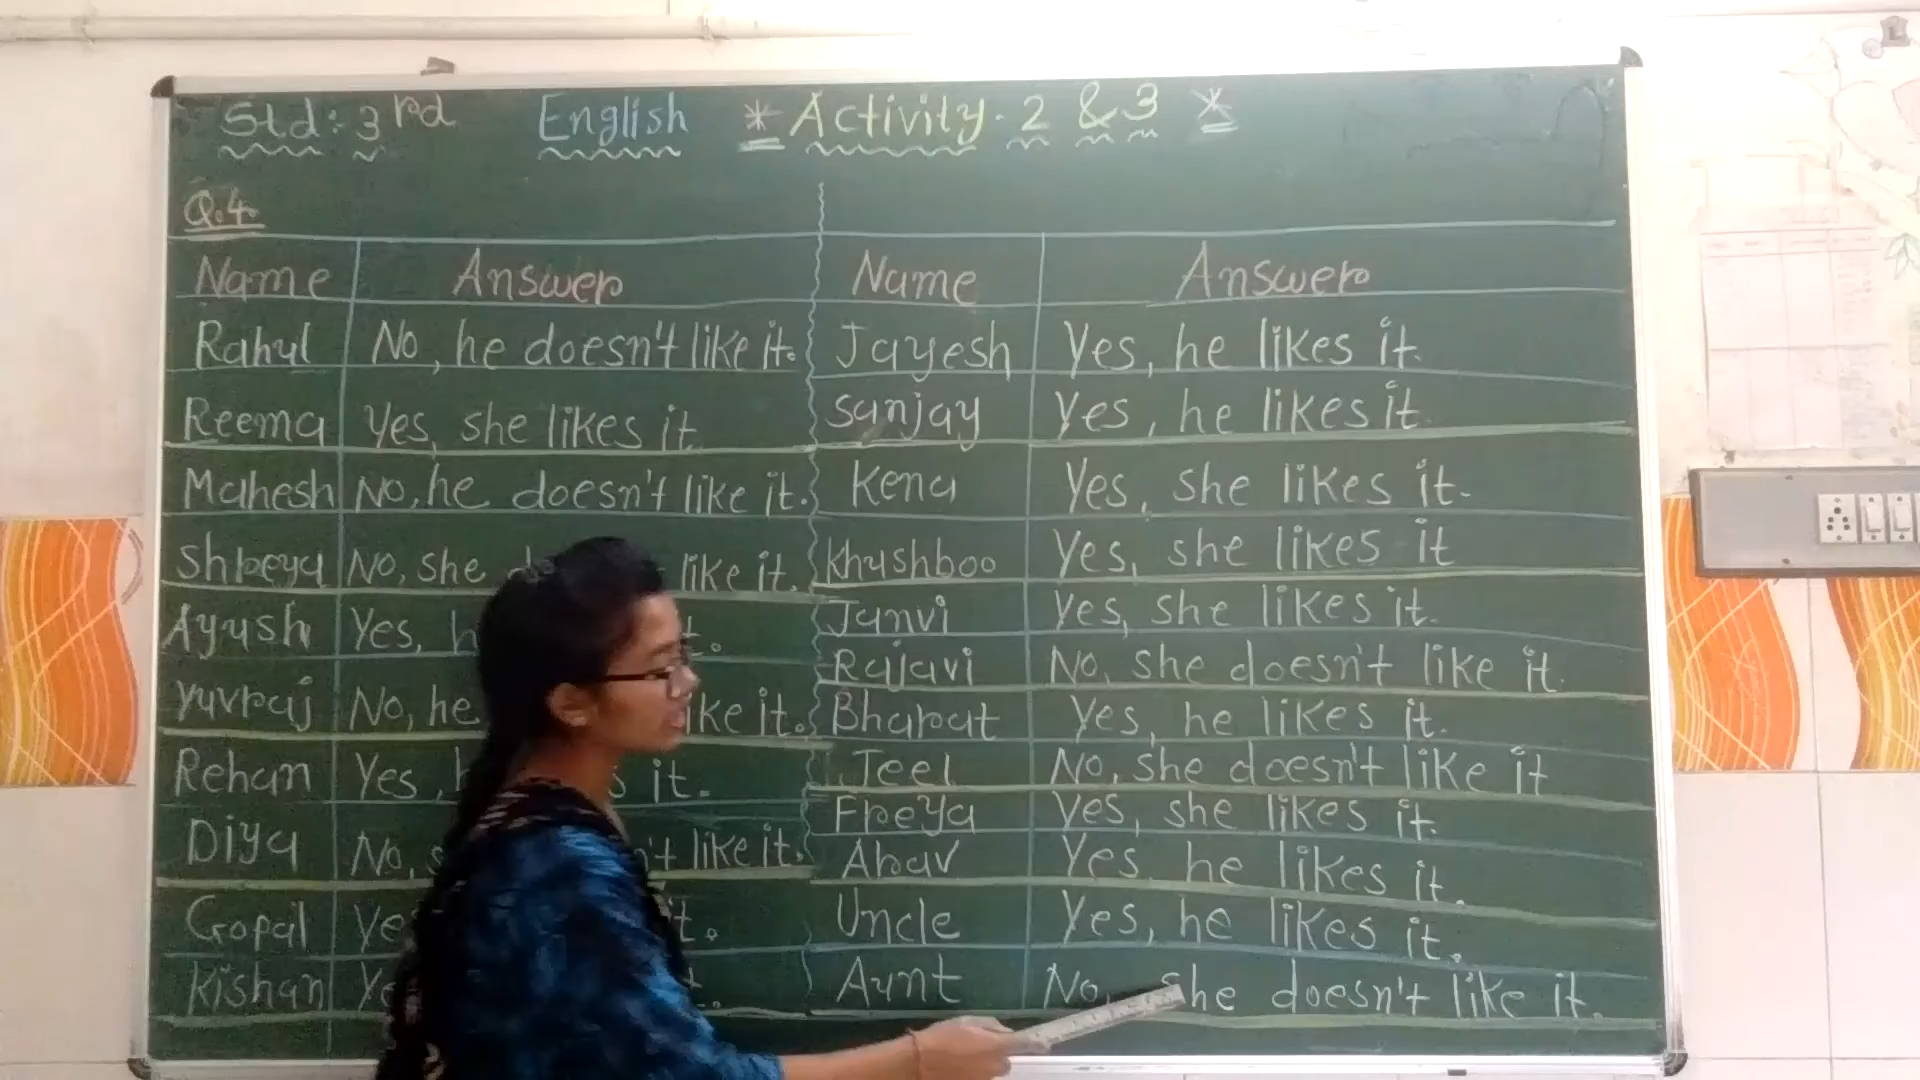 Std: 3rd English * Activity. 2 & 3 *
Q.4.
Name Answer Name Answer
Rahul No, he doesn't like it. Jayesh Yes, he likes it.
Reema Yes, she likes it Sanjay Yes, he likes it.
Mahesh No, he doesn't like it. Kena Yes, she likes it.
Shreya No, she like it. Khushboo Yes, she likes it
Ayush Yes, Janvi Yes, she likes it.
Yuvraj No, he it. Rajavi No, she doesn't like it.
Rehan Yes, it. Bharat Yes, he likes it.
Diya No, like it. Jeel No, she doesn't like it
Gopal Freya Yes, she likes it.
Kishan Arav Yes, he likes it.
Uncle Yes, he likes it.
Aunt No, she doesn't like it.